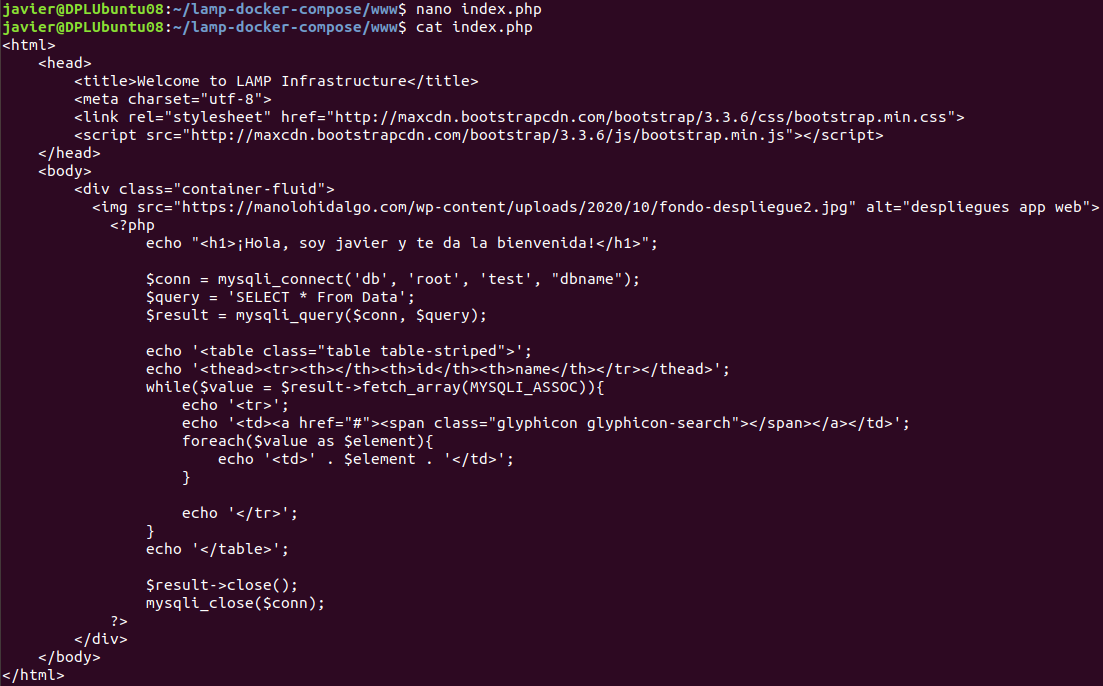 javier@DPLUbuntu08:~/lamp-docker-compose/www$ nano index.php
javier@DPLUbuntu08:~/lamp-docker-compose/www$ cat index.php
<html>
    <head>
        <title>Welcome to LAMP Infrastructure</title>
        <meta charset="utf-8">
        <link rel="stylesheet" href="http://maxcdn.bootstrapcdn.com/bootstrap/3.3.6/css/bootstrap.min.css">
        <script src="http://maxcdn.bootstrapcdn.com/bootstrap/3.3.6/js/bootstrap.min.js"></script>
    </head>
    <body>
        <div class="container-fluid">
          <img src="https://manolohidalgo.com/wp-content/uploads/2020/10/fondo-despliegue2.jpg" alt="despliegues app web">
            <?php
                echo "<h1>¡Hola, soy javier y te da la bienvenida!</h1>";

                $conn = mysqli_connect('db', 'root', 'test', "dbname");
                $query = 'SELECT * From Data';
                $result = mysqli_query($conn, $query);

                echo '<table class="table table-striped">';
                echo '<thead><tr><th></th><th>id</th><th>name</th></tr></thead>';
                while($value = $result->fetch_array(MYSQLI_ASSOC)){
                    echo '<tr>';
                    echo '<td><a href="#"><span class="glyphicon glyphicon-search"></span></a></td>';
                    foreach($value as $element){
                        echo '<td>' . $element . '</td>';
                    }

                    echo '</tr>';
                }
                echo '</table>';

                $result->close();
                mysqli_close($conn);
            ?>
        </div>
    </body>
</html>